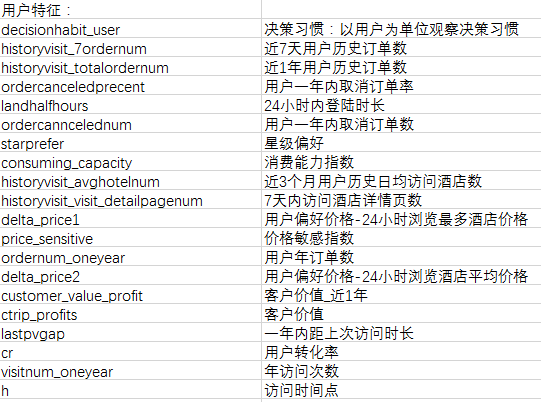 用户特征：
decisionhabit_user 决策习惯：以用户为单位观察决策习惯
historyvisit_7ordernum 近7天用户历史订单数
historyvisit_totalordernum 近1年用户历史订单数
ordercanceledprecent 用户一年内取消订单率
landhalfhours 24小时内登陆时长
ordercanncelednum 用户一年内取消订单数
starprefer 星级偏好
consuming_capacity 消费能力指数
historyvisit_avghotelnum 近3个月用户历史日均访问酒店数
historyvisit_visit_detailpagenum 7天内访问酒店详情页数
delta_price1 用户偏好价格-24小时浏览最多酒店价格
price_sensitive 价格敏感指数
ordernum_oneyear 用户年订单数
delta_price2 用户偏好价格-24小时浏览酒店平均价格
customer_value_profit 客户价值_近1年
ctrip_profits 客户价值
lastpvgap 一年内距上次访问时长
cr 用户转化率
visitnum_oneyear 年访问次数
h 访问时间点